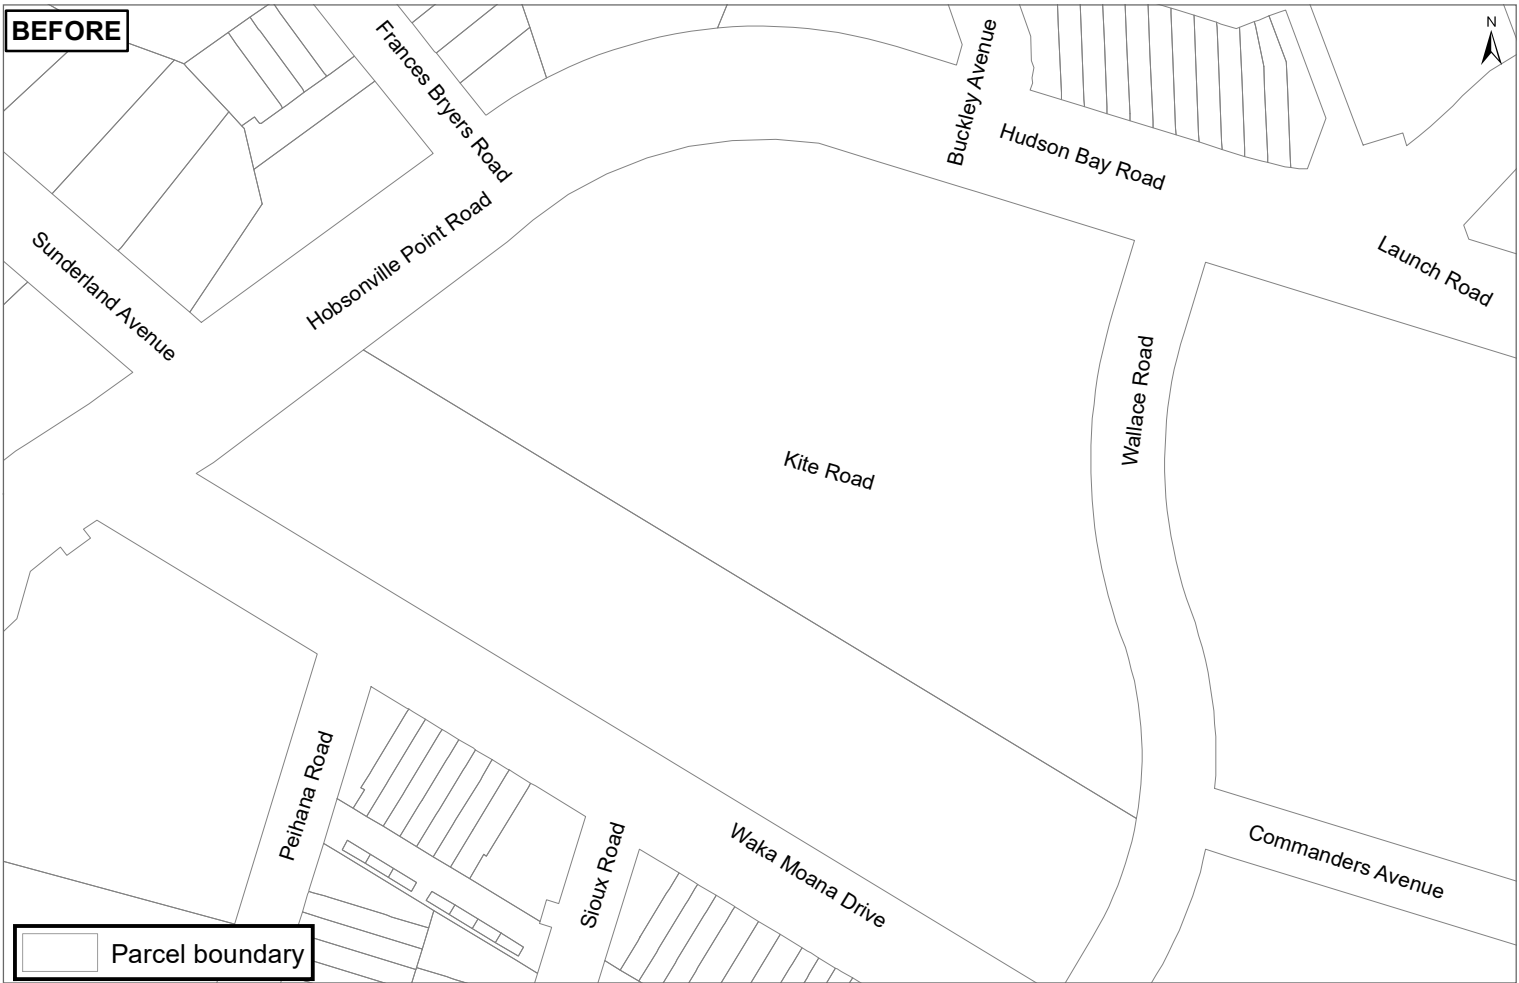 BEFORE
N
Frances Bryers Road
Buckley Avenue
Hudson Bay Road
Launch Road
Hobsonville Point Road
Sunderland Avenue
Wallace Road
Kite Road
Peihana Road
Sioux Road
Waka Moana Drive
Commanders Avenue
Parcel boundary